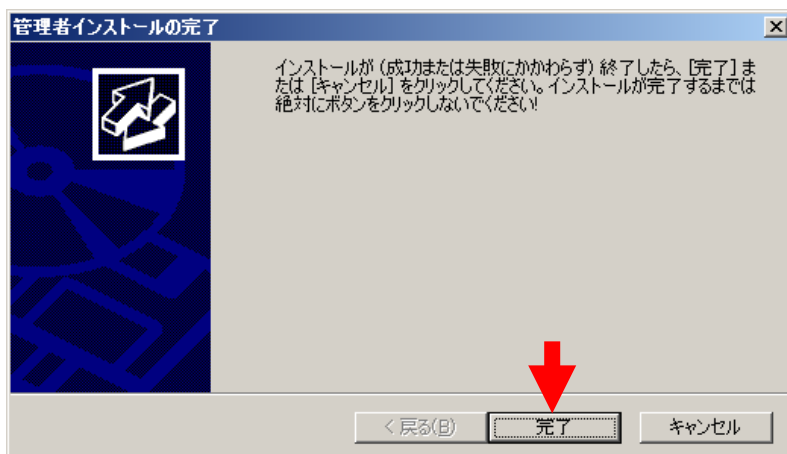 管理者インストールの完了
インストールが (成功または失敗にかかわらず) 終了したら、[完了] ま
たは [キャンセル] をクリックしてください。インストールが完了するまでは
絶対にボタンをクリックしないでください!
< 戻る(B)
完了
キャンセル